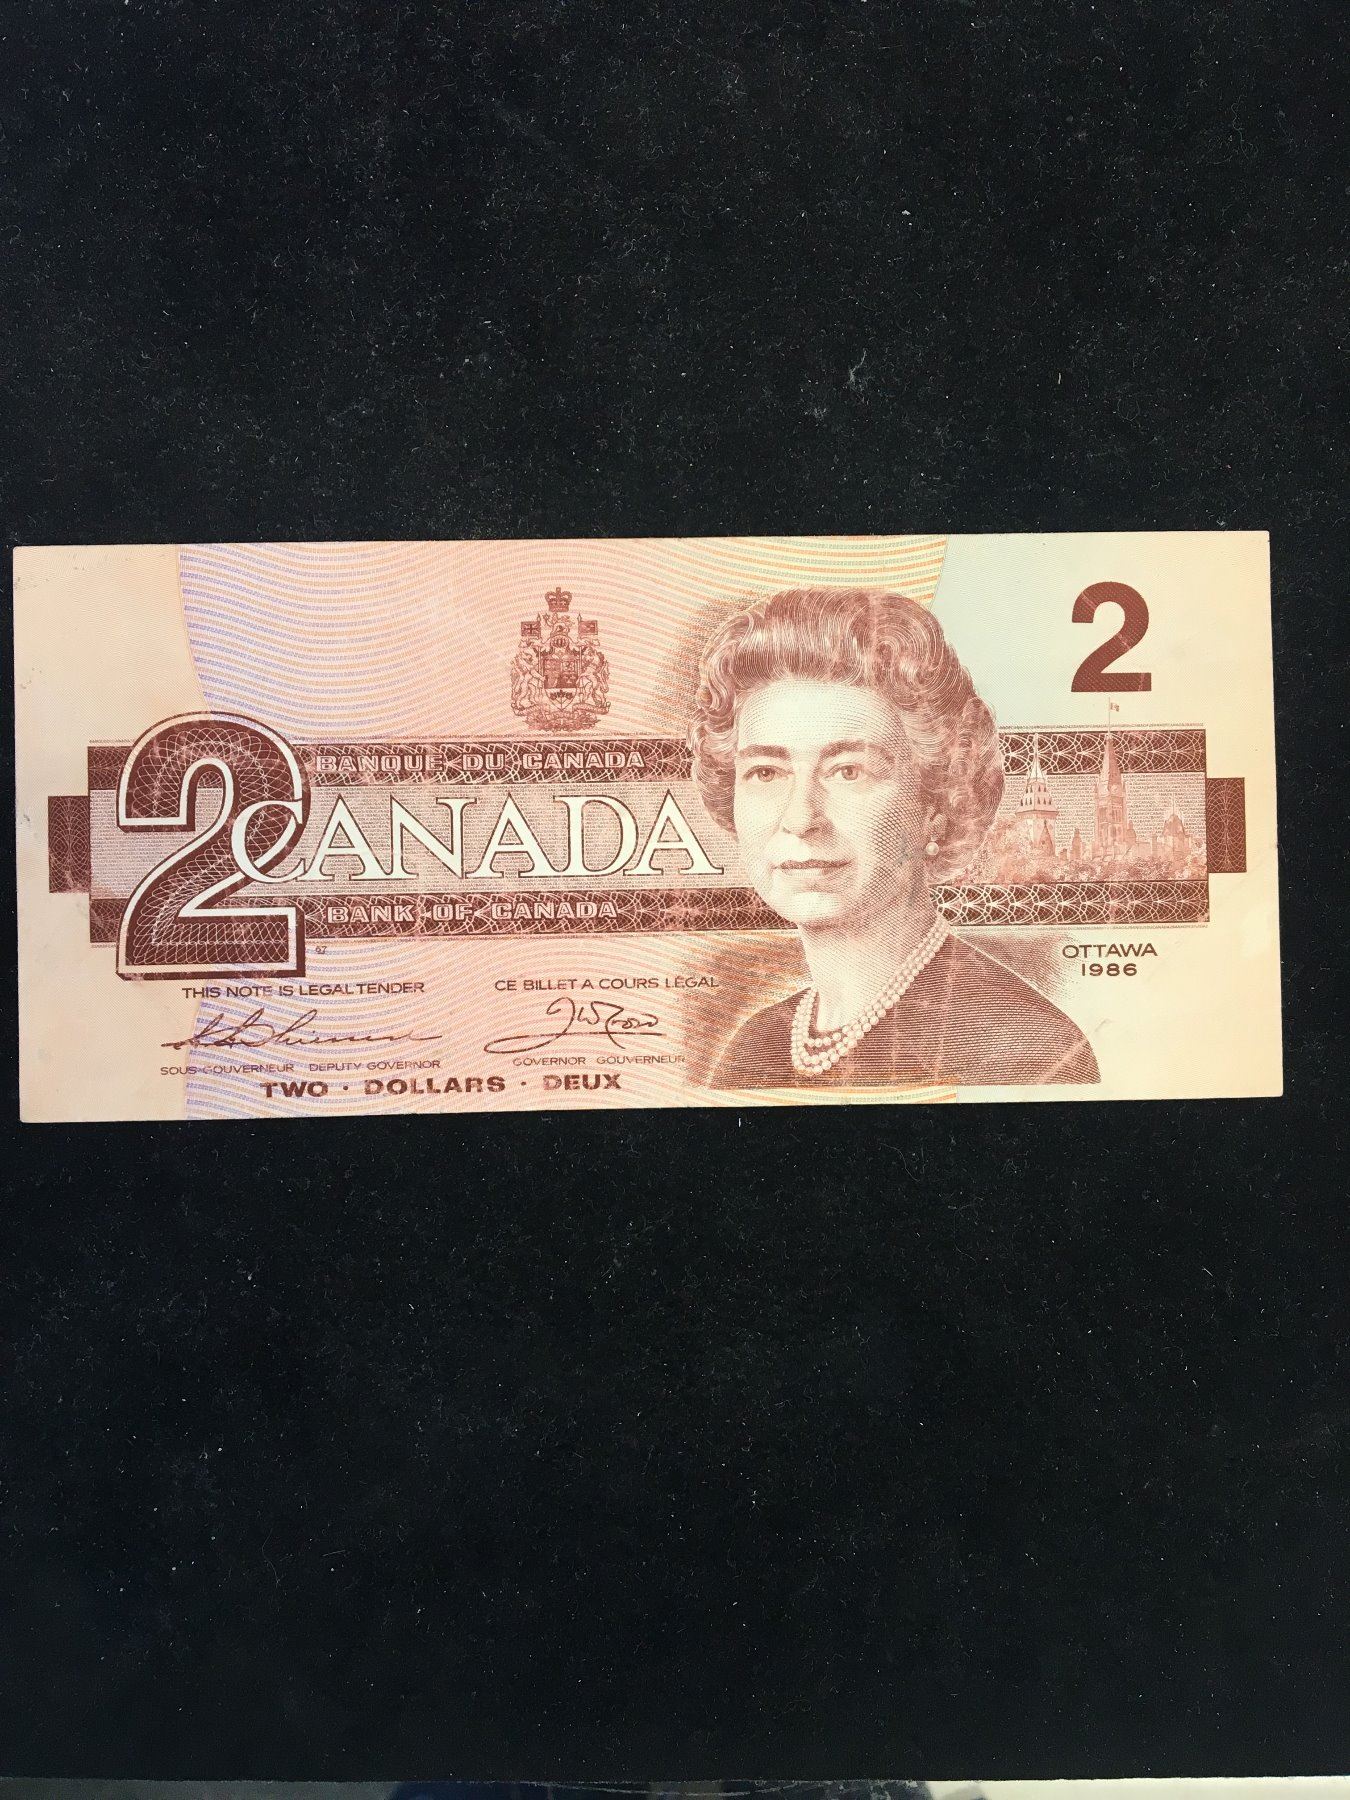 2
BANQUE DU CANADA
2 CANADA
BANK OF CANADA
OTTAWA
1986
THIS NOTE IS LEGAL TENDER
CE BILLET A COURS LÉGAL
SOUS-GOUVERNEUR DEPUTY GOVERNOR
GOVERNOR GOUVERNEUR
TWO · DOLLARS · DEUX